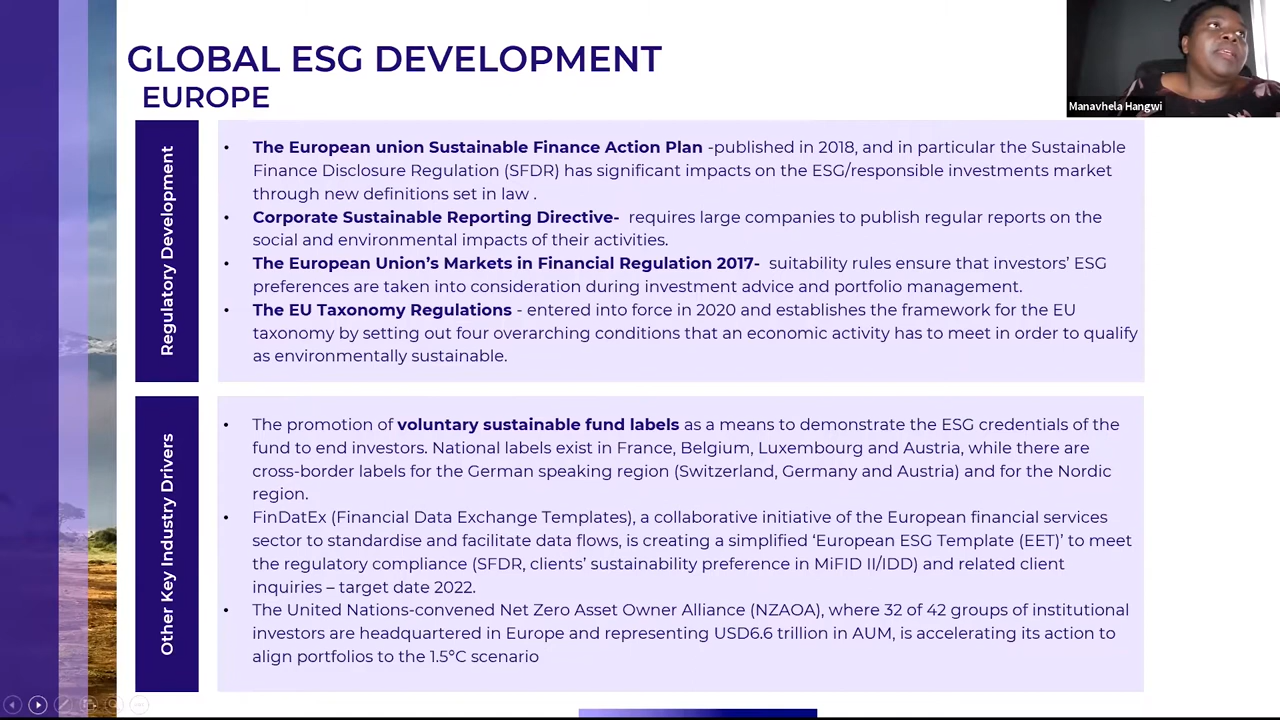 GLOBAL ESG DEVELOPMENT
EUROPE
Manavhela Hangwi
Regulatory Development
• The European union Sustainable Finance Action Plan -published in 2018, and in particular the Sustainable
Finance Disclosure Regulation (SFDR) has significant impacts on the ESG/responsible investments market
through new definitions set in law .
• Corporate Sustainable Reporting Directive- requires large companies to publish regular reports on the
social and environmental impacts of their activities.
• The European Union’s Markets in Financial Regulation 2017- suitability rules ensure that investors’ ESG
preferences are taken into consideration during investment advice and portfolio management.
• The EU Taxonomy Regulations - entered into force in 2020 and establishes the framework for the EU
taxonomy by setting out four overarching conditions that an economic activity has to meet in order to qualify
as environmentally sustainable.
Other Key Industry Drivers
• The promotion of voluntary sustainable fund labels as a means to demonstrate the ESG credentials of the
fund to end investors. National labels exist in France, Belgium, Luxembourg and Austria, while there are
cross-border labels for the German speaking region (Switzerland, Germany and Austria) and for the Nordic
region.
• FinDatEx (Financial Data Exchange Templates), a collaborative initiative of the European financial services
sector to standardise and facilitate data flows, is creating a simplified ‘European ESG Template (EET)’ to meet
the regulatory compliance (SFDR, clients’ sustainability preference in MiFID II/IDD) and related client
inquiries – target date 2022.
• The United Nations-convened Net Zero Asset Owner Alliance (NZAOA), where 32 of 42 groups of institutional
investors are headquartered in Europe and representing USD6.6 trillion in AUM, is accelerating its action to
align portfolios to the 1.5°C scenario